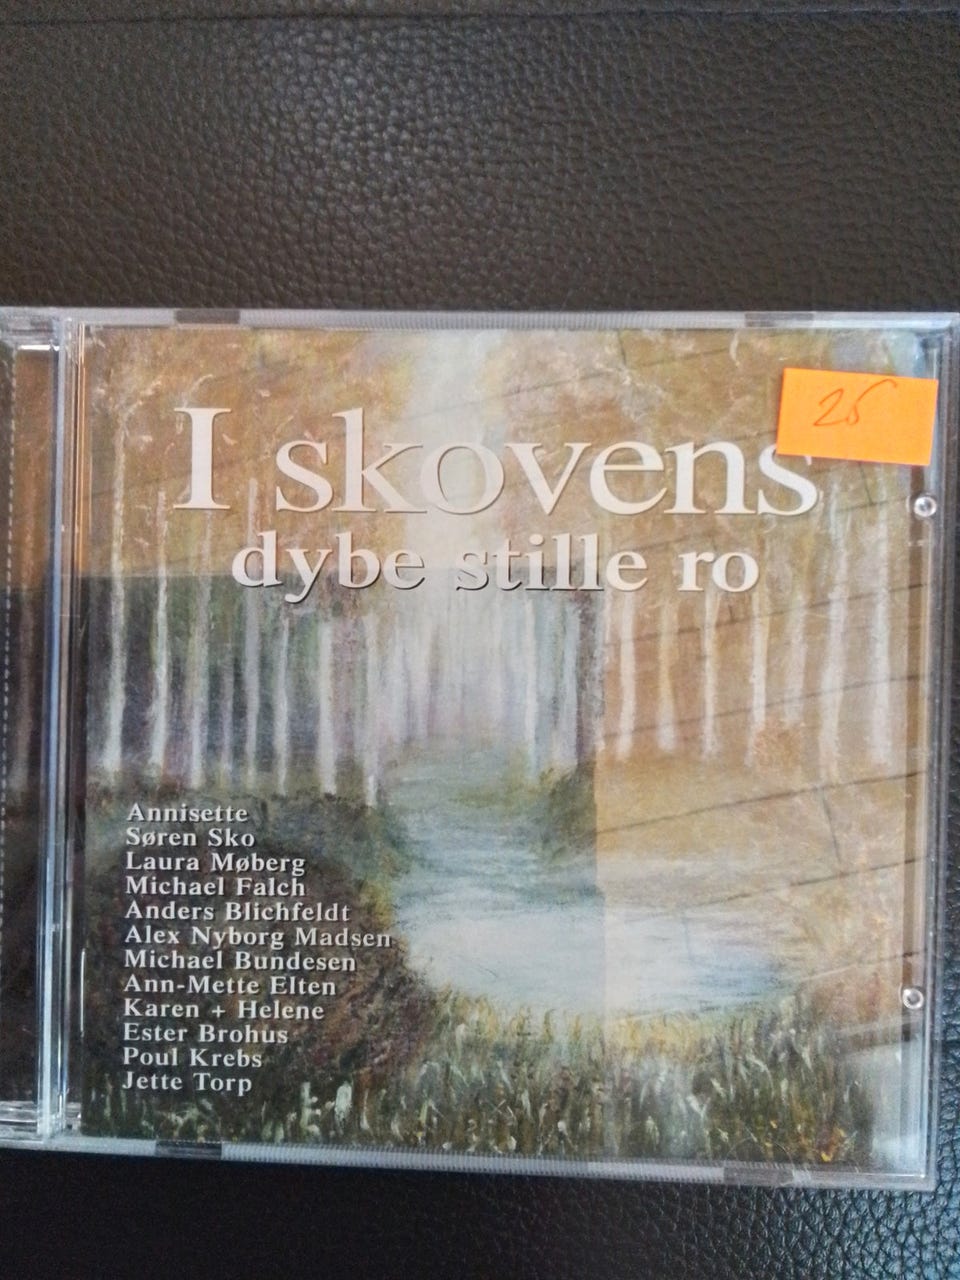 I skovens
25
dybe stille ro
Annisette
Søren Sko
Laura Møberg
Michael Falch
Anders Blichfeldt
Alex Nyborg Madsen
Michael Bundesen
Ann-Mette Elten
Karen + Helene
Ester Brohus
Poul Krebs
Jette Torp